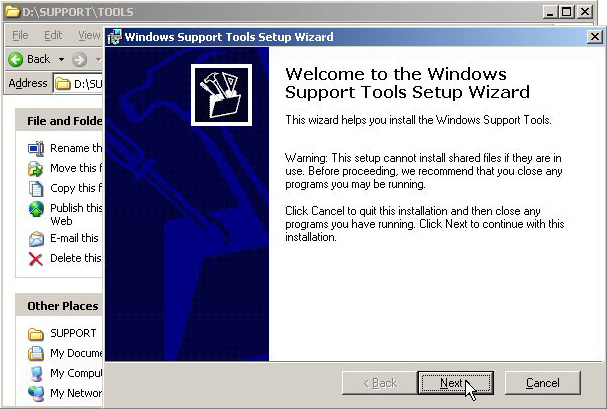 D:\SUPPORT\TOOLS
File Edit View
Back
Address D:\SU
File and Folde
Rename th
Move this f
Copy this f
Publish this
Web
E-mail this
Delete this
Other Places
SUPPORT
My Docume
My Comput
My Networ
Windows Support Tools Setup Wizard
Welcome to the Windows
Support Tools Setup Wizard
This wizard helps you install the Windows Support Tools.
Warning: This setup cannot install shared files if they are in
use. Before proceeding, we recommend that you close any
programs you may be running.
Click Cancel to quit this installation and then close any
programs you have running. Click Next to continue with this
installation.
< Back Next Cancel